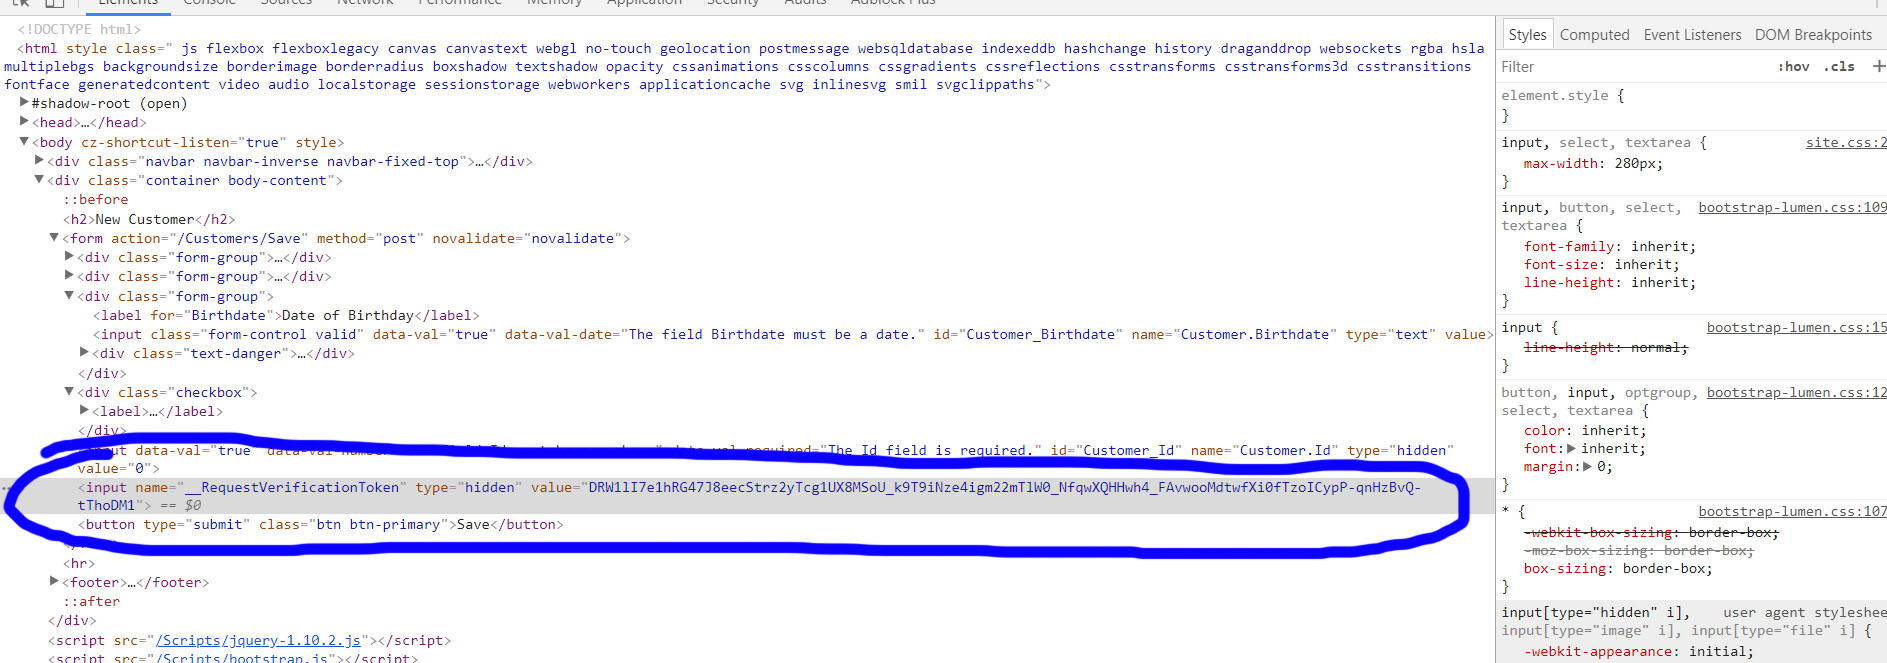 Elements Console Sources Network Performance Memory Application Security Audits Adblock Plus
<!DOCTYPE html>
<html style class=" js flexbox flexboxlegacy canvas canvastext webgl no-touch geolocation postmessage websqldatabase indexeddb hashchange history draganddrop websockets rgba hsla
multiplebgs backgroundsize borderimage borderradius boxshadow textshadow opacity cssanimations csscolumns cssgradients cssreflections csstransforms csstransforms3d csstransitions
fontface generatedcontent video audio localstorage sessionstorage webworkers applicationcache svg inlinesvg smil svgclippaths">
#shadow-root (open)
<head>…</head>
<body cz-shortcut-listen="true" style>
<div class="navbar navbar-inverse navbar-fixed-top">…</div>
<div class="container body-content">
::before
<h2>New Customer</h2>
<form action="/Customers/Save" method="post" novalidate="novalidate">
<div class="form-group">…</div>
<div class="form-group">…</div>
<div class="form-group">
<label for="Birthdate">Date of Birthday</label>
<input class="form-control valid" data-val="true" data-val-date="The field Birthdate must be a date." id="Customer_Birthdate" name="Customer.Birthdate" type="text" value>
<div class="text-danger">…</div>
</div>
<div class="checkbox">
<label>…</label>
</div>
data-val="true" "The Id field is required." id="Customer_Id" name="Customer.Id" type="hidden"
value="0">
<input name="__RequestVerificationToken" type="hidden" value="DRW1lI7e1hRG47J8eecStrz2yTcg1UX8MSoU_k9T9iNze4igm22mTlW0_NfqwXQHHwh4_FAvwooMdtwfXi0fTzoICypP-qnHzBvQ-
tThoDM1"> == $0
<button type="submit" class="btn btn-primary">Save</button>
<hr>
<footer>…</footer>
::after
</div>
<script src="/Scripts/jquery-1.10.2.js"></script>
<script src="/Scripts/bootstrap.js"></script>
Styles Computed Event Listeners DOM Breakpoints
Filter :hov .cls +
element.style {
}
input, select, textarea { site.css:2
max-width: 280px;
}
input, button, select, bootstrap-lumen.css:109
textarea {
font-family: inherit;
font-size: inherit;
line-height: inherit;
}
input { bootstrap-lumen.css:15
line-height: normal;
}
button, input, optgroup, bootstrap-lumen.css:12
select, textarea {
color: inherit;
font: inherit;
margin: 0;
}
* { bootstrap-lumen.css:107
-webkit-box-sizing: border-box;
-moz-box-sizing: border-box;
box-sizing: border-box;
}
input[type="hidden" i], user agent styleshee
input[type="image" i], input[type="file" i] {
-webkit-appearance: initial;